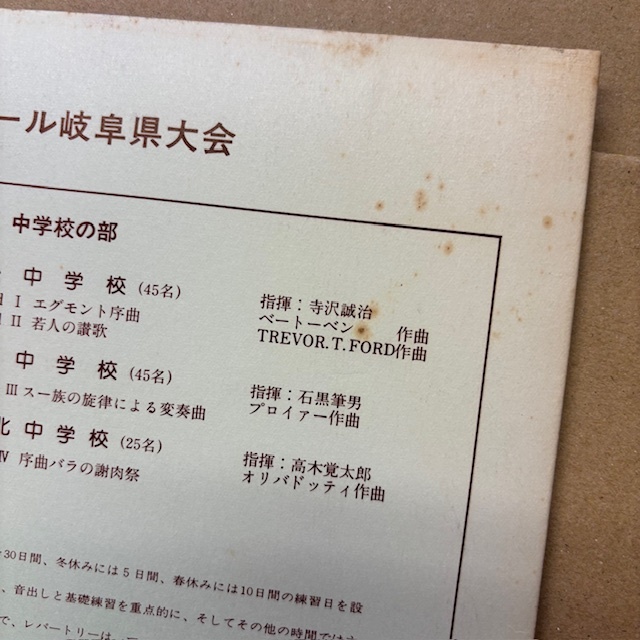 ール岐阜県大会
中学校の部
中学校 (45名)
指揮：寺沢誠治
I エグモント序曲
ベートーベン 作曲
II 若人の讃歌
TREVOR.T.FORD作曲
中学校 (45名)
指揮：石黒筆男
III スー族の旋律による変奏曲
プロイアー作曲
北中学校 (25名)
指揮：高木覚太郎
IV 序曲バラの謝肉祭
オリバドッティ作曲
30日間、冬休みには5日間、春休みには10日間の練習日を設
、音出しと基礎練習を重点的に、そしてその他の時間では
で、レパートリーは、